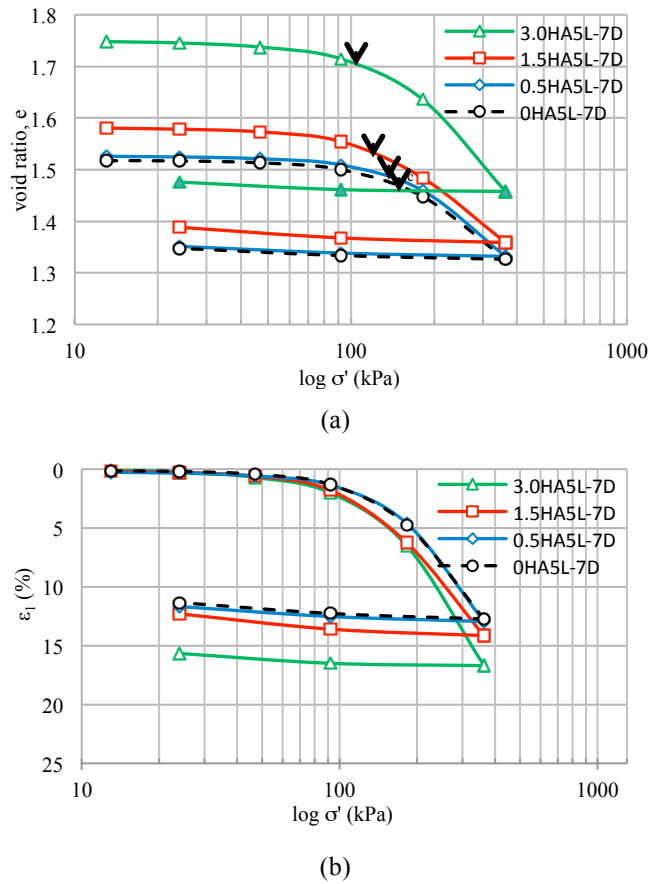 1.8
1.7
1.6
1.5
1.4
1.3
1.2
void ratio, e
3.0HA5L-7D
1.5HA5L-7D
0.5HA5L-7D
0HA5L-7D
c
10
100
1000
log σ' (kPa)
(a)
0
5
10
15
20
25
ε1 (%)
3.0HA5L-7D
1.5HA5L-7D
0.5HA5L-7D
0HA5L-7D
10
100
1000
log σ' (kPa)
(b)